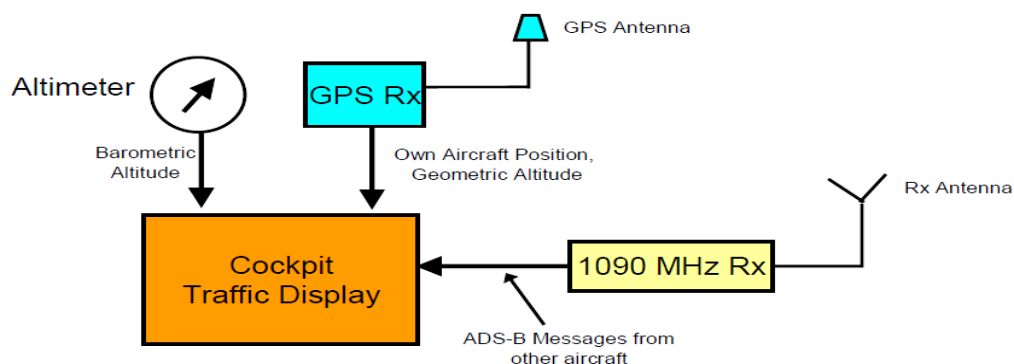 GPS Antenna
Altimeter
GPS Rx
Barometric
Altitude
Own Aircraft Position,
Geometric Altitude
Rx Antenna
Cockpit
Traffic Display
1090 MHz Rx
ADS-B Messages from
other aircraft